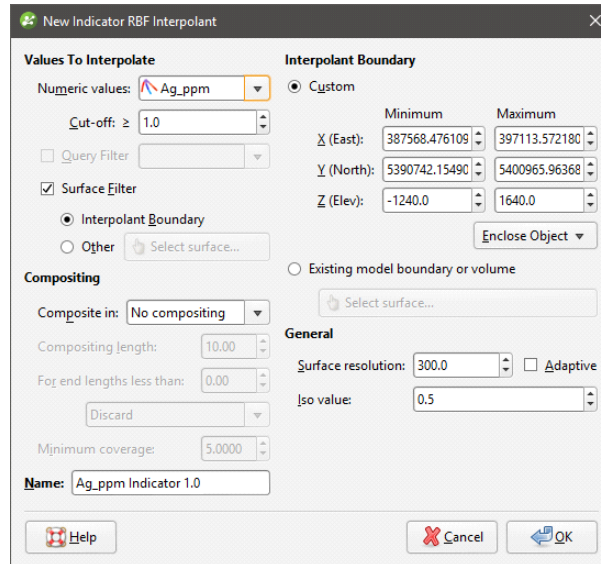 New Indicator RBF Interpolant
Values To Interpolate
Numeric values: Ag_ppm
Cut-off: ≥ 1.0
Query Filter
Surface Filter
Interpolant Boundary
Other Select surface...
Compositing
Composite in: No compositing
Compositing length: 10.00
For end lengths less than: 0.00
Discard
Minimum coverage: 5.0000
Name: Ag_ppm Indicator 1.0
Interpolant Boundary
Custom
Minimum Maximum
X (East): 387568.476109 397113.572180
Y (North): 5390742.15490 5400965.96368
Z (Elev): -1240.0 1640.0
Enclose Object
Existing model boundary or volume
Select surface...
General
Surface resolution: 300.0 Adaptive
Iso value: 0.5
Help Cancel OK